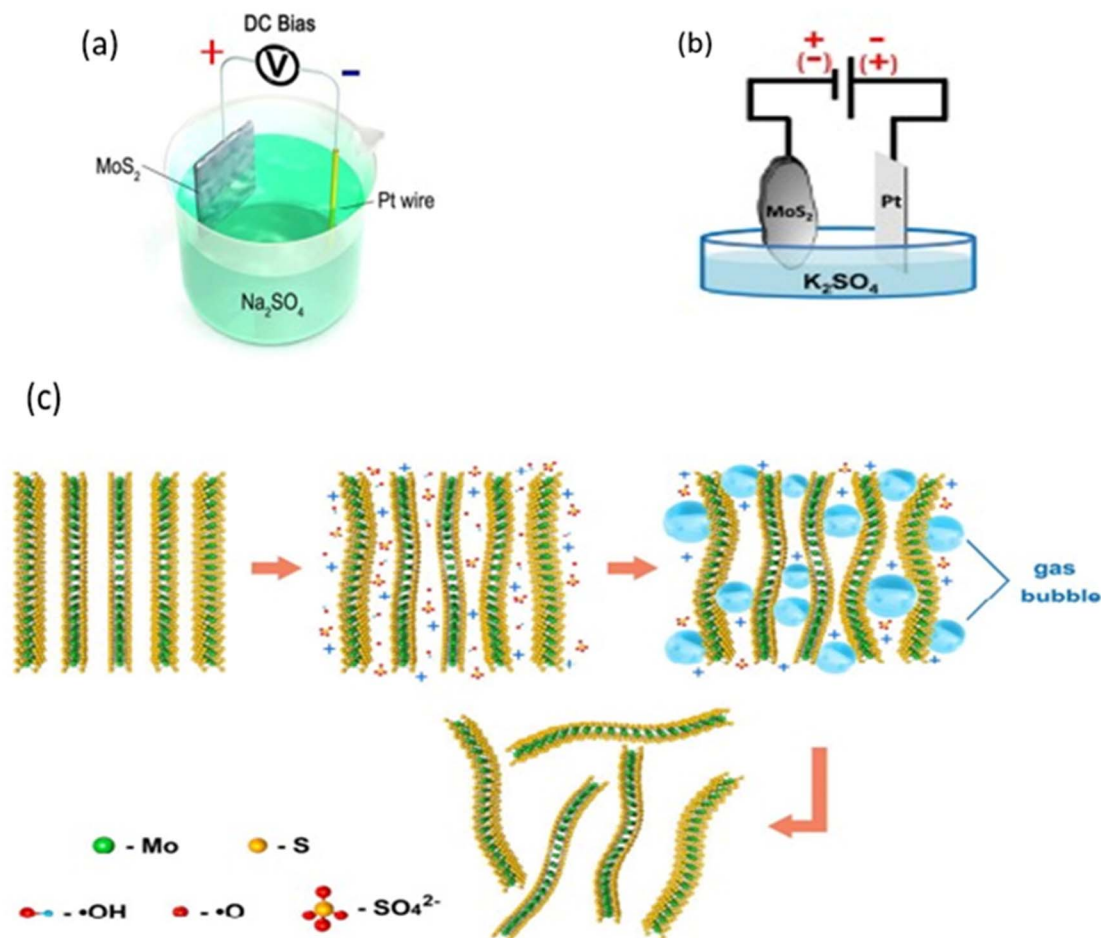 (a)
DC Bias
+ V −
MoS₂
Pt wire
Na₂SO₄
(b)
+ −
(−) (+)
MoS₂
Pt
K₂SO₄
(c)
gas
bubble
- Mo
- S
- •OH
- •O
- SO₄²⁻